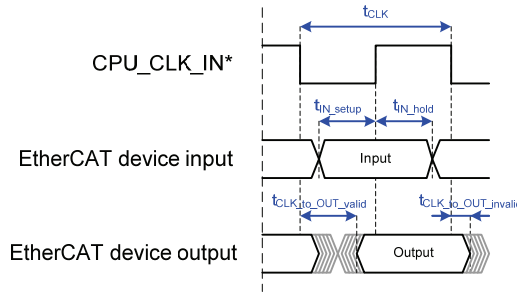 tCLK
CPU_CLK_IN*
tIN_setup tIN_hold
EtherCAT device input Input
tCLK_to_OUT_valid tCLK_to_OUT_invalid
EtherCAT device output Output